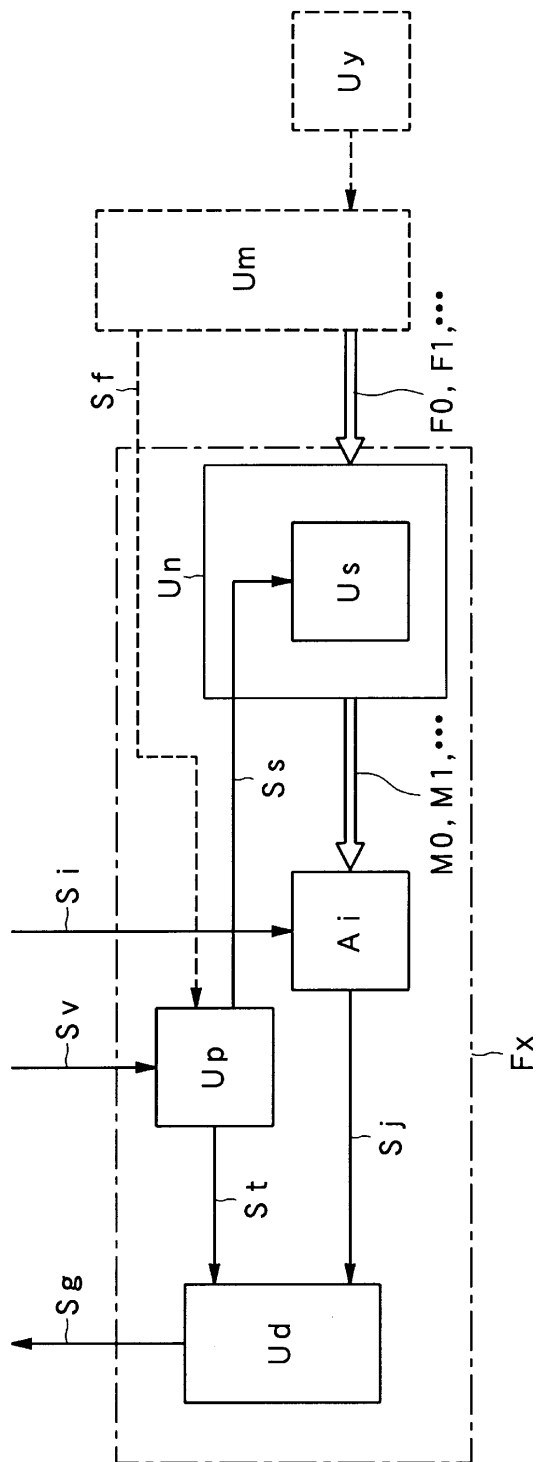 Uy
Um
Sf
F0, F1, •••
Un
Us
Ss
M0, M1, •••
Si
Ai
Sv
Up
Fx
Sj
St
Sg
Ud